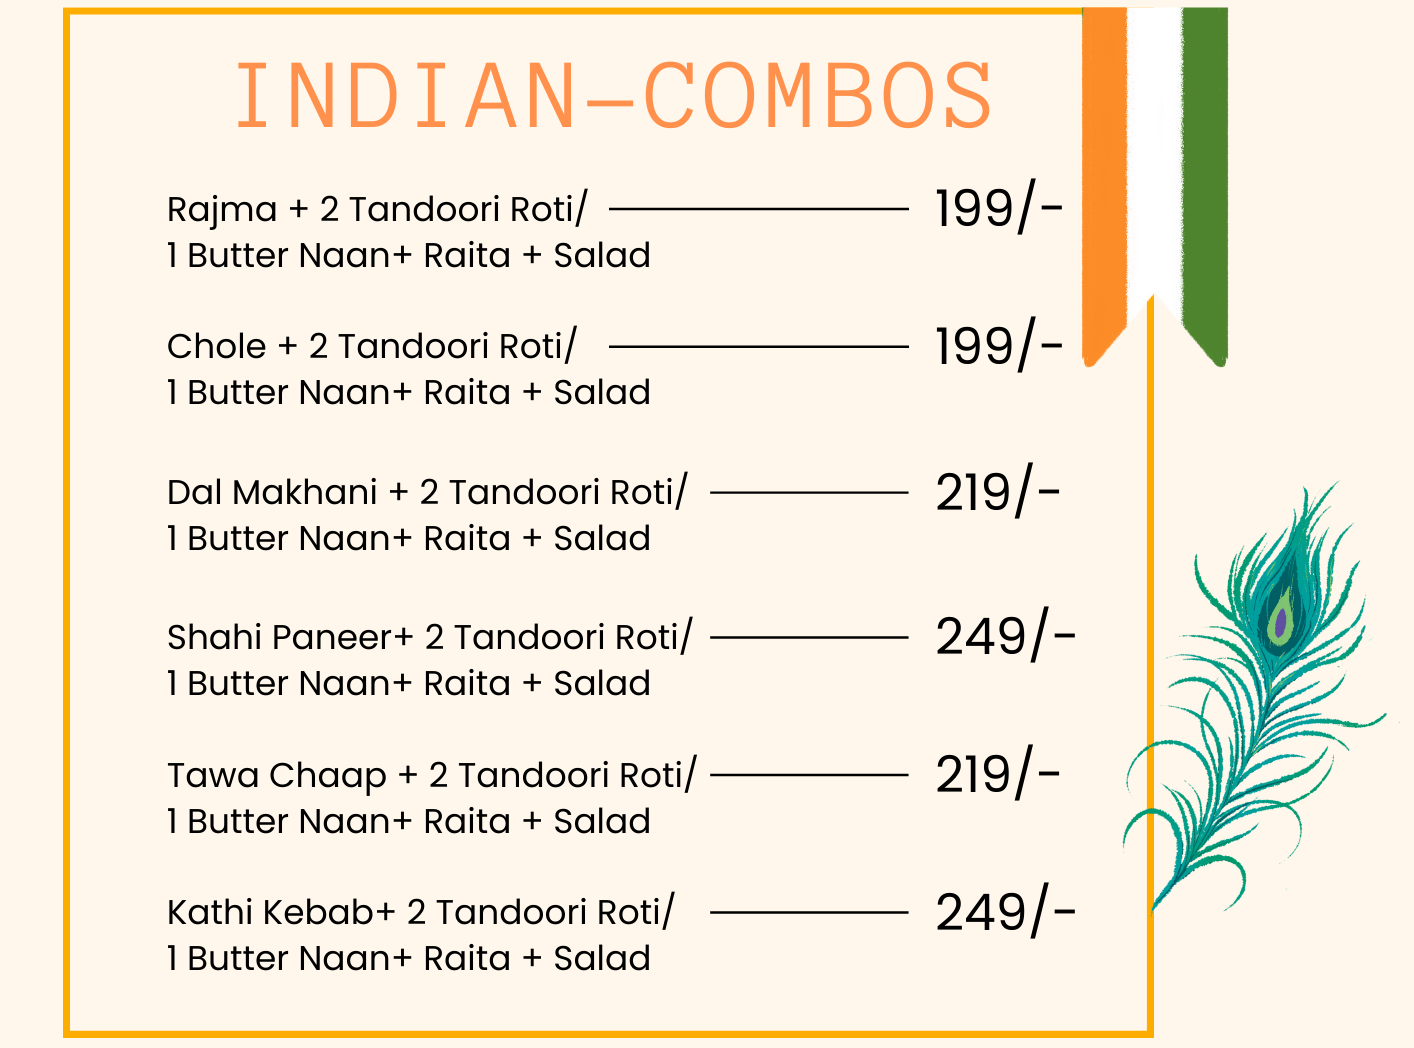 INDIAN-COMBOS
Rajma + 2 Tandoori Roti/ 199/-
1 Butter Naan+ Raita + Salad
Chole + 2 Tandoori Roti/ 199/-
1 Butter Naan+ Raita + Salad
Dal Makhani + 2 Tandoori Roti/ 219/-
1 Butter Naan+ Raita + Salad
Shahi Paneer+ 2 Tandoori Roti/ 249/-
1 Butter Naan+ Raita + Salad
Tawa Chaap + 2 Tandoori Roti/ 219/-
1 Butter Naan+ Raita + Salad
Kathi Kebab+ 2 Tandoori Roti/ 249/-
1 Butter Naan+ Raita + Salad